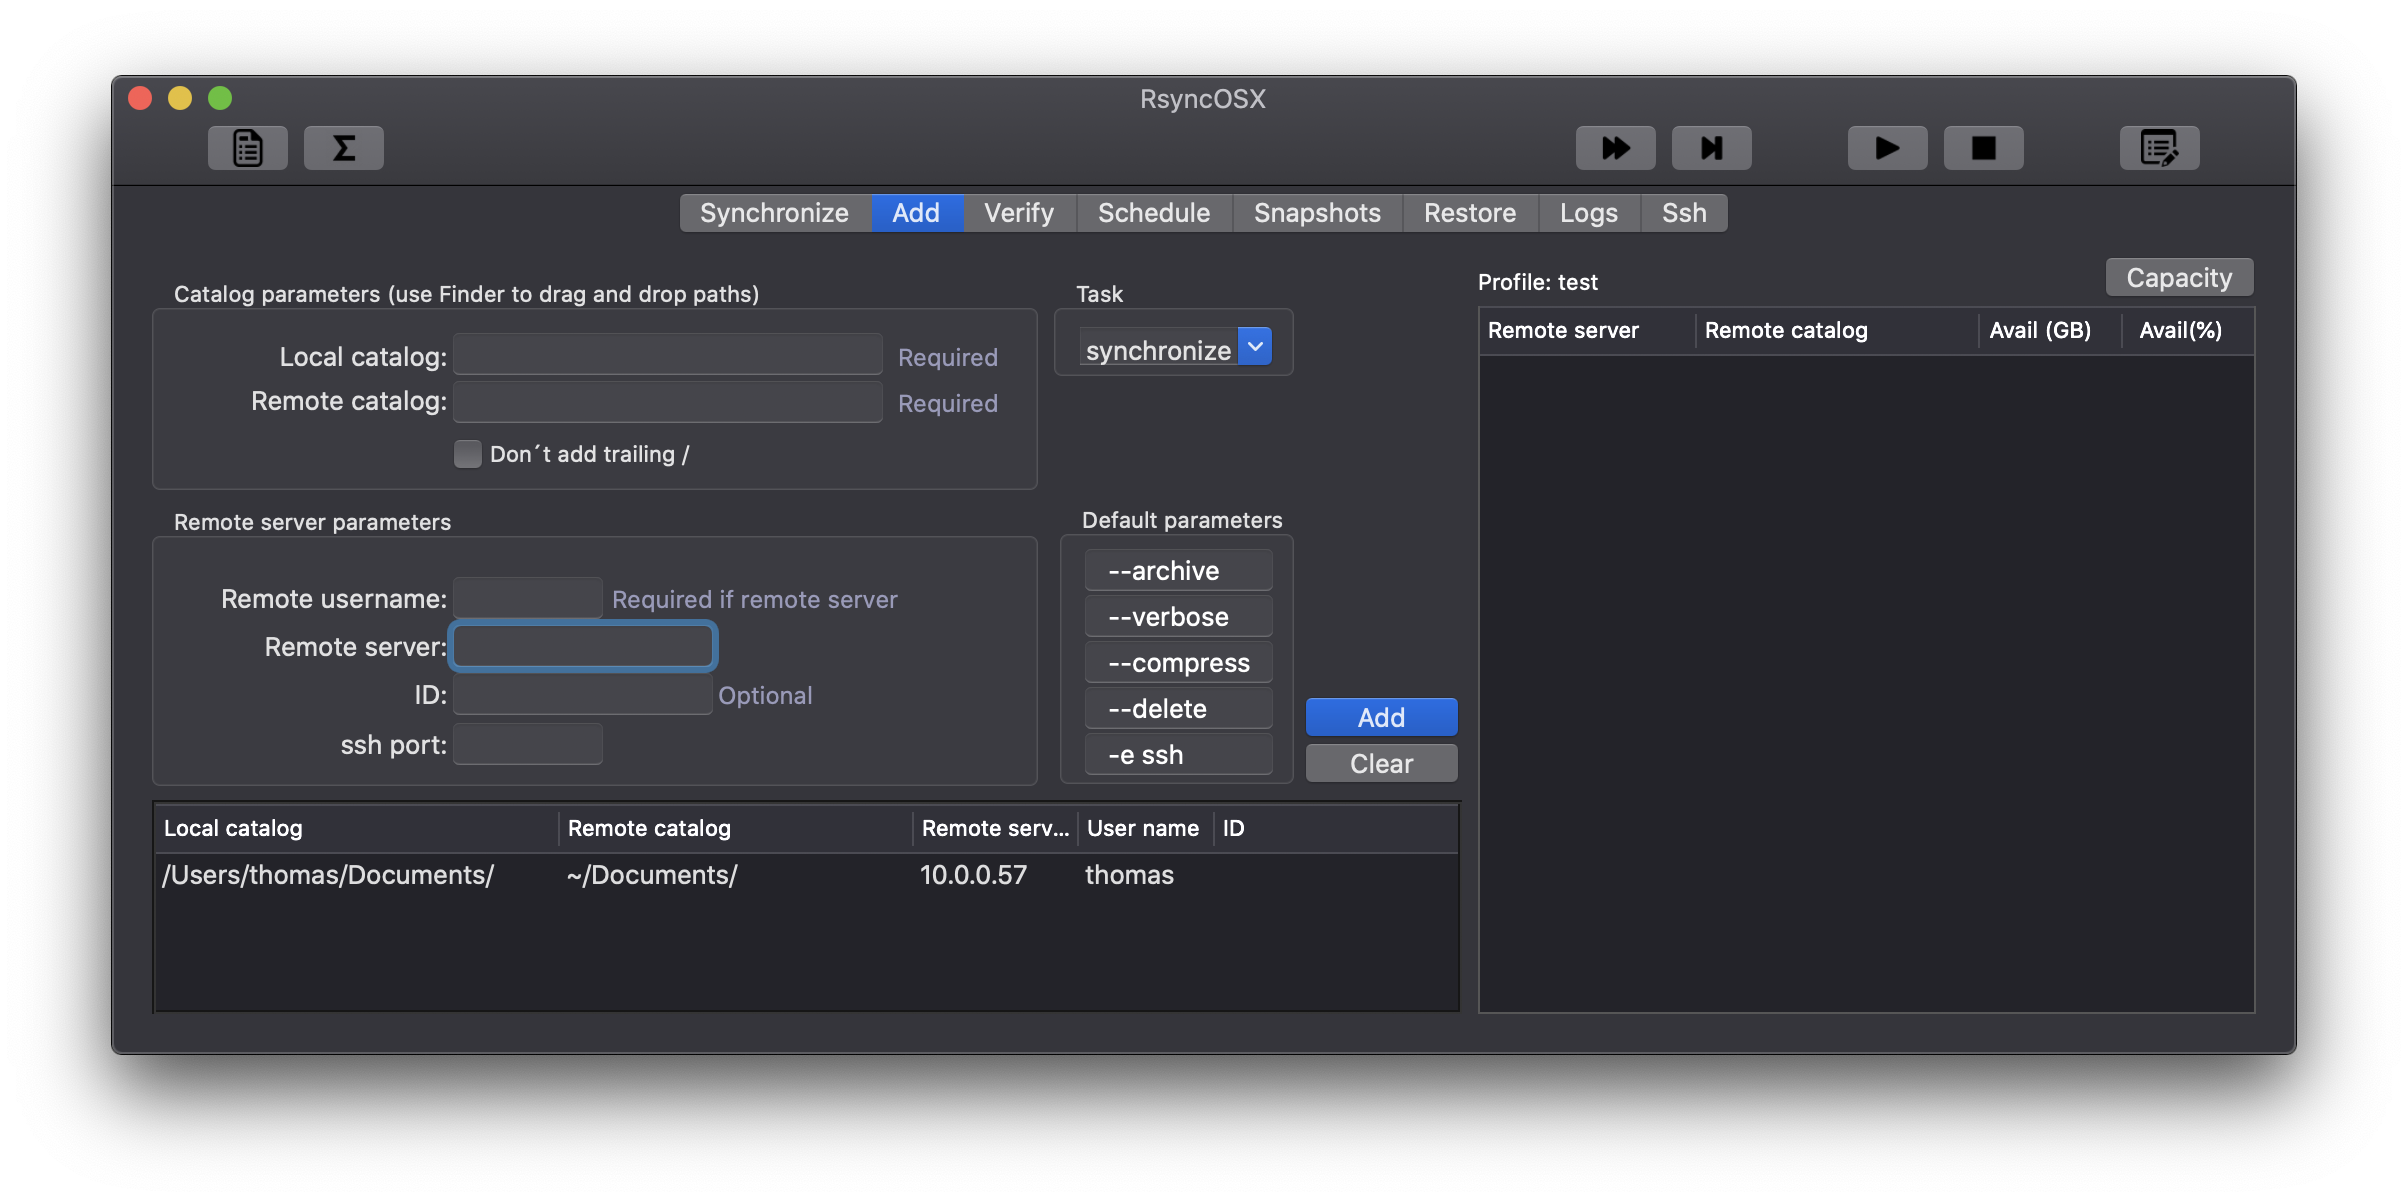 RsyncOSX
Synchronize Add Verify Schedule Snapshots Restore Logs Ssh
Catalog parameters (use Finder to drag and drop paths)
Local catalog: Required
Remote catalog: Required
Don´t add trailing /
Task
synchronize
Remote server parameters
Remote username: Required if remote server
Remote server:
ID: Optional
ssh port:
Default parameters
--archive
--verbose
--compress
--delete
-e ssh
Add
Clear
Profile: test
Capacity
Remote server Remote catalog Avail (GB) Avail(%)
Local catalog Remote catalog Remote serv... User name ID
/Users/thomas/Documents/ ~/Documents/ 10.0.0.57 thomas